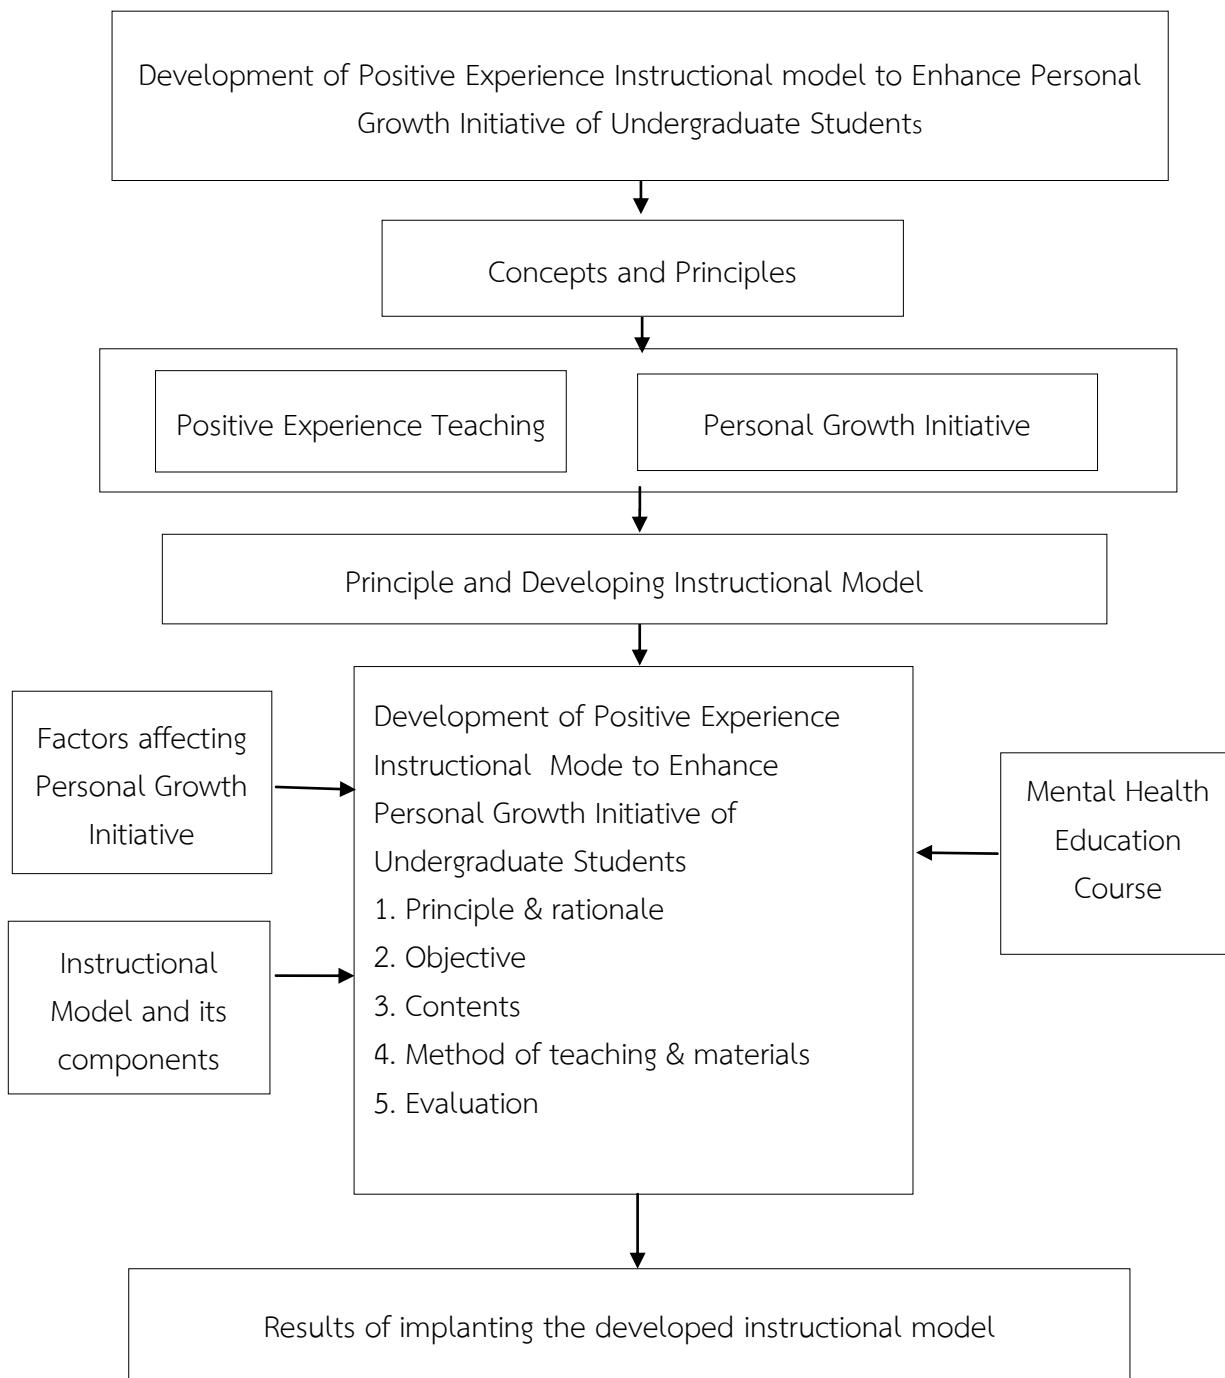 Development of Positive Experience Instructional model to Enhance Personal
Growth Initiative of Undergraduate Students
Concepts and Principles
Positive Experience Teaching
Personal Growth Initiative
Principle and Developing Instructional Model
Factors affecting
Personal Growth
Initiative
Instructional
Model and its
components
Development of Positive Experience
Instructional  Mode to Enhance
Personal Growth Initiative of
Undergraduate Students
1. Principle & rationale
2. Objective
3. Contents
4. Method of teaching & materials
5. Evaluation
Mental Health
Education
Course
Results of implanting the developed instructional model